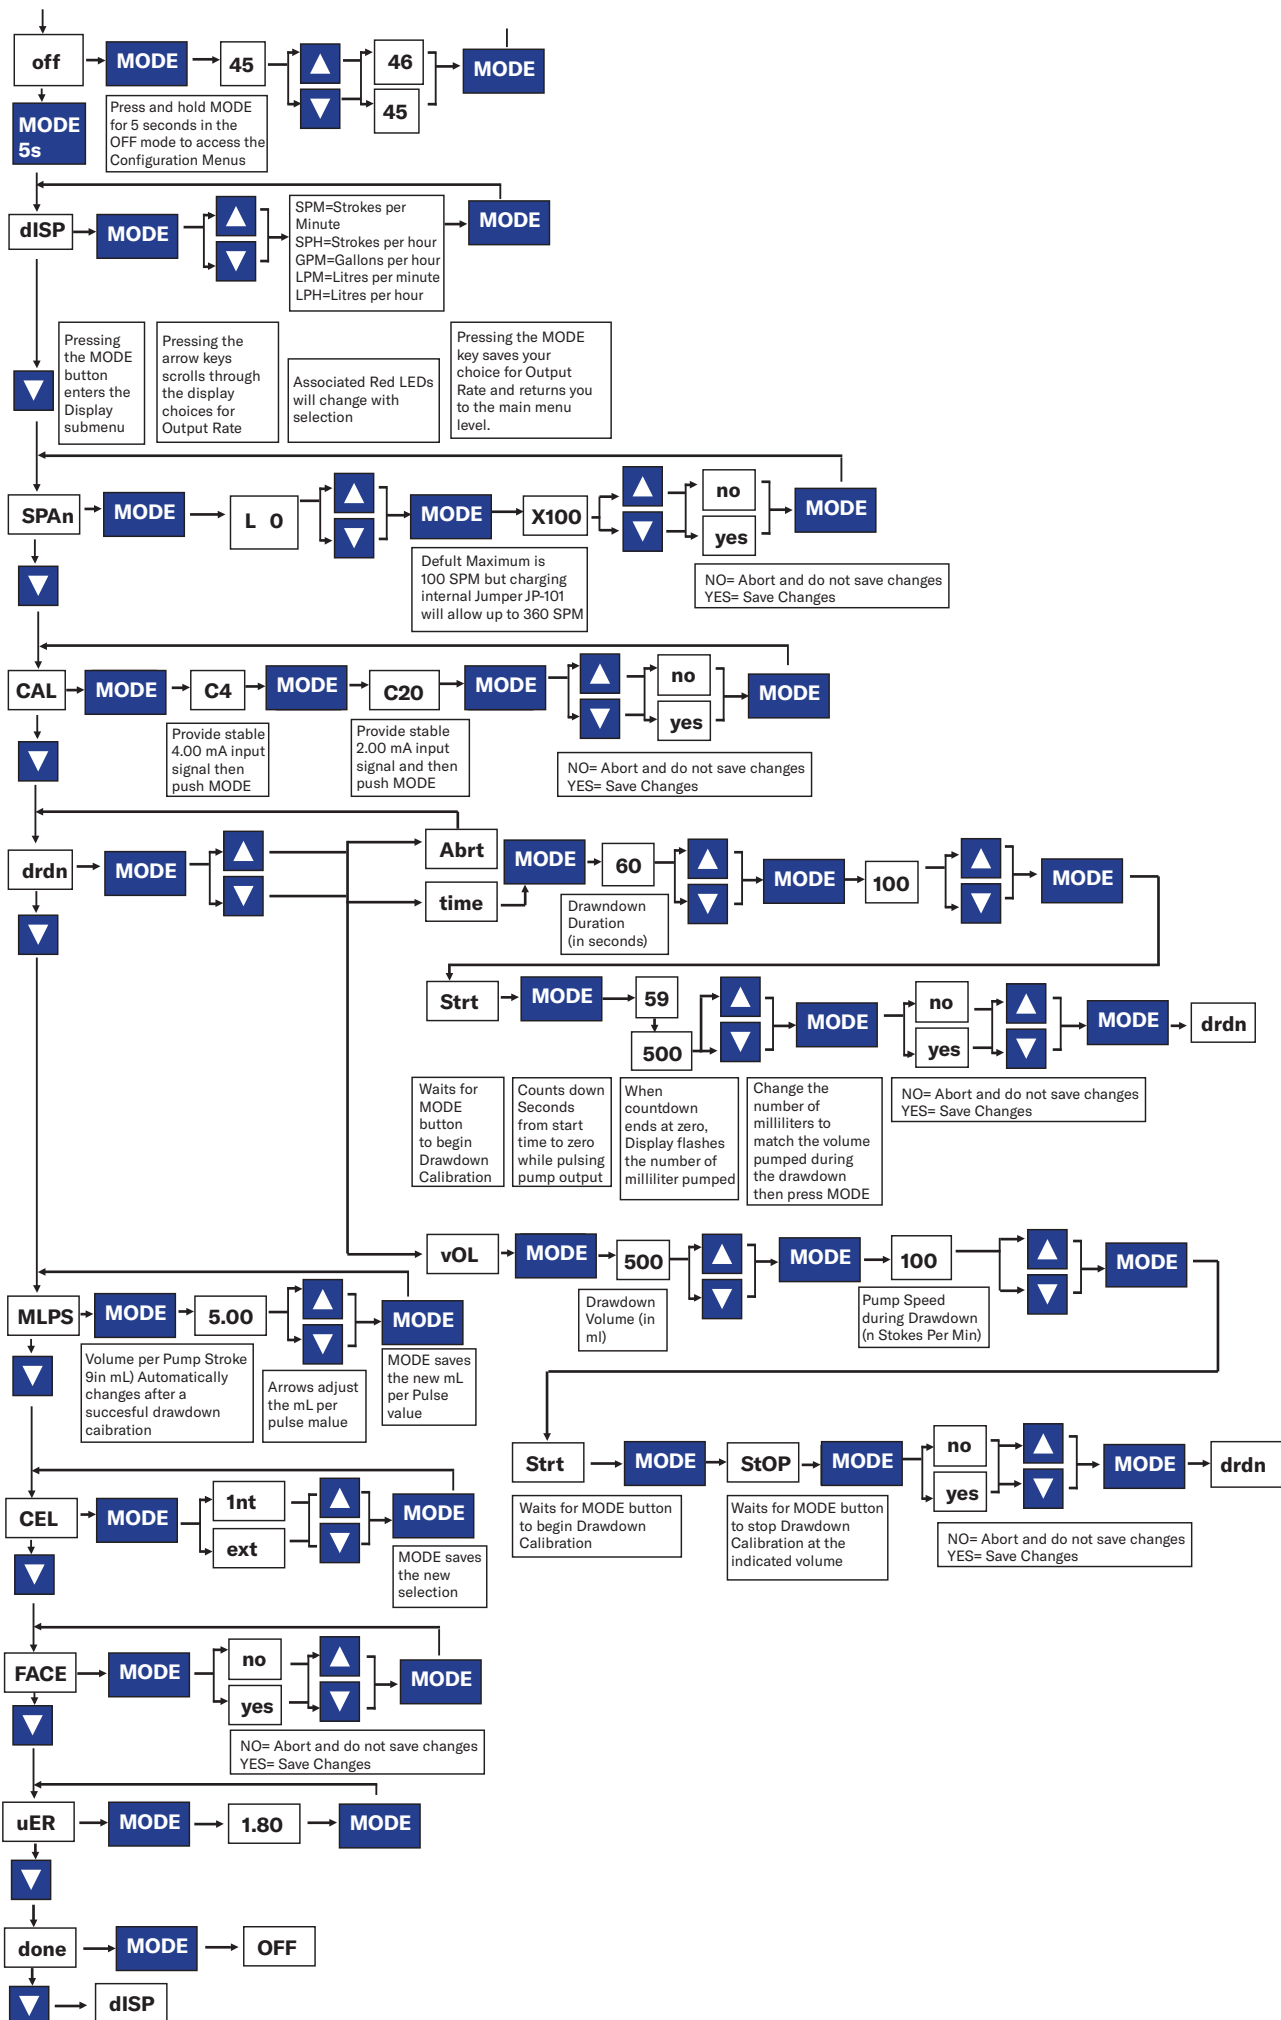 off
MODE
45
46
45
MODE
MODE
5s
Press and hold MODE
for 5 seconds in the
OFF mode to access the
Configuration Menus
dISP
MODE
SPM=Strokes per
Minute
SPH=Strokes per hour
GPM=Gallons per hour
LPM=Litres per minute
LPH=Litres per hour
MODE
Pressing
the MODE
button
enters the
Display
submenu
Pressing the
arrow keys
scrolls through
the display
choices for
Output Rate
Associated Red LEDs
will change with
selection
Pressing the MODE
key saves your
choice for Output
Rate and returns you
to the main menu
level.
SPAn
MODE
L 0
MODE
X100
no
yes
MODE
Defult Maximum is
100 SPM but charging
internal Jumper JP-101
will allow up to 360 SPM
NO= Abort and do not save changes
YES= Save Changes
CAL
MODE
C4
MODE
C20
MODE
no
yes
MODE
Provide stable
4.00 mA input
signal then
push MODE
Provide stable
2.00 mA input
signal and then
push MODE
NO= Abort and do not save changes
YES= Save Changes
drdn
MODE
Abrt
time
MODE
60
MODE
100
MODE
Drawndown
Duration
(in seconds)
Strt
MODE
59
500
MODE
no
yes
MODE
drdn
Waits for
MODE
button
to begin
Drawdown
Calibration
Counts down
Seconds
from start
time to zero
while pulsing
pump output
When
countdown
ends at zero,
Display flashes
the number of
milliliter pumped
Change the
number of
milliliters to
match the volume
pumped during
the drawdown
then press MODE
NO= Abort and do not save changes
YES= Save Changes
vOL
MODE
500
MODE
100
MODE
Drawdown
Volume (in
ml)
Pump Speed
during Drawdown
(n Stokes Per Min)
MLPS
MODE
5.00
MODE
Volume per Pump Stroke
9in mL) Automatically
changes after a
succesful drawdown
caibration
Arrows adjust
the mL per
pulse malue
MODE saves
the new mL
per Pulse
value
Strt
MODE
StOP
MODE
no
yes
MODE
drdn
Waits for MODE button
to begin Drawdown
Calibration
Waits for MODE button
to stop Drawdown
Calibration at the
indicated volume
NO= Abort and do not save changes
YES= Save Changes
CEL
MODE
1nt
ext
MODE
MODE saves
the new
selection
FACE
MODE
no
yes
MODE
NO= Abort and do not save changes
YES= Save Changes
uER
MODE
1.80
MODE
done
MODE
OFF
dISP